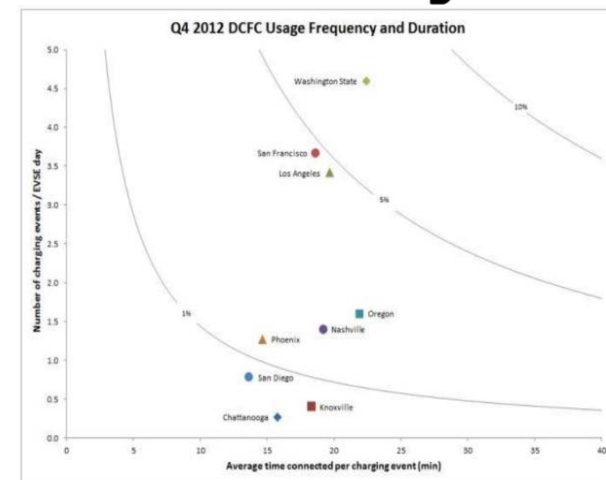 Q4 2012 DCFC Usage Frequency and Duration
Number of charging events / EVSE day
5.0
4.5
4.0
3.5
3.0
2.5
2.0
1.5
1.0
0.5
0.0
Washington State
10%
San Francisco
Los Angeles
5%
1%
Oregon
Nashville
Phoenix
San Diego
Knoxville
Chattanooga
0 5 10 15 20 25 30 35 40
Average time connected per charging event (min)